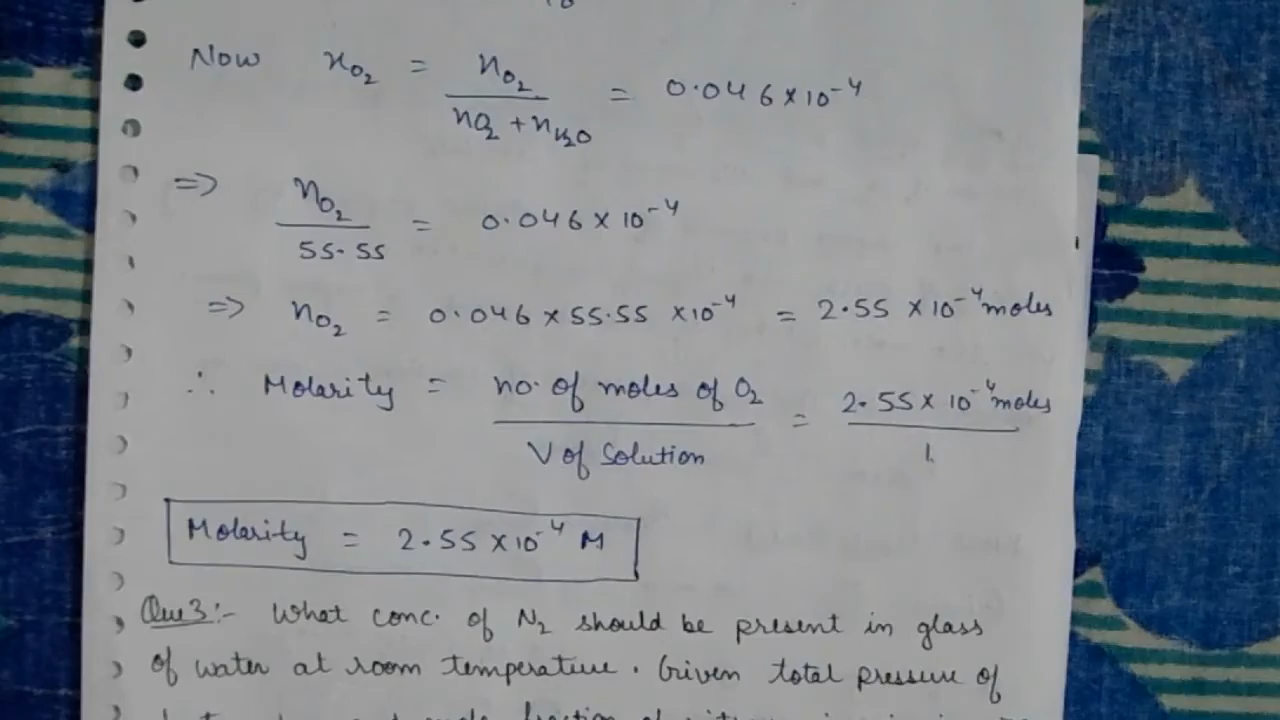 Now x_O₂ = n_O₂ / (n_O₂ + n_H₂O) = 0.046 × 10⁻⁴
=> n_O₂ / 55.55 = 0.046 × 10⁻⁴
=> n_O₂ = 0.046 × 55.55 × 10⁻⁴ = 2.55 × 10⁻⁴ moles
∴ Molarity = no. of moles of O₂ / V of solution = 2.55 × 10⁻⁴ moles / 1.
Molarity = 2.55 × 10⁻⁴ M
Que 3:- What conc. of N₂ should be present in glass
of water at room temperature. Given total pressure of